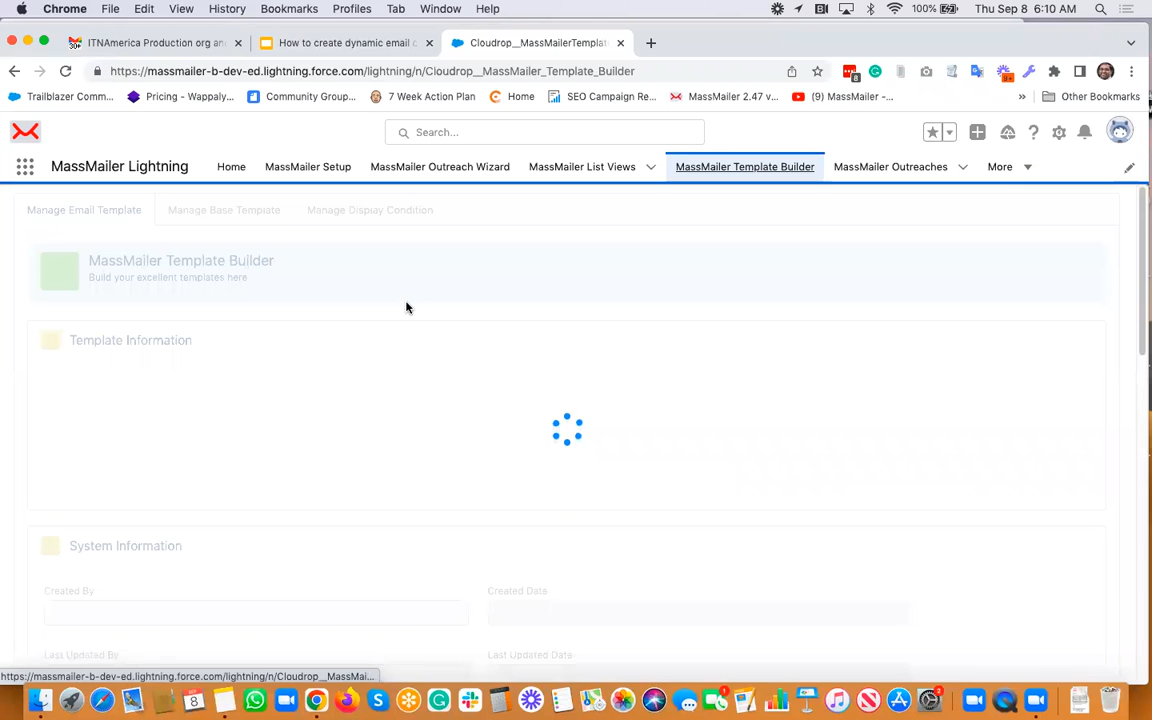 Chrome File Edit View History Bookmarks Profiles Tab Window Help 100% Thu Sep 8 6:10 AM
30+ ITNAmerica Production org an How to create dynamic email c Cloudrop__MassMailerTemplat
https://massmailer-b-dev-ed.lightning.force.com/lightning/n/Cloudrop__MassMailer_Template_Builder 8 9+
Trailblazer Comm... Pricing - Wappaly... Community Group... 7 Week Action Plan Home SEO Campaign Re... MassMailer 2.47 v... (9) MassMailer -... » Other Bookmarks
Search...
MassMailer Lightning Home MassMailer Setup MassMailer Outreach Wizard MassMailer List Views MassMailer Template Builder MassMailer Outreaches More
Manage Email Template Manage Base Template Manage Display Condition
MassMailer Template Builder
Build your excellent templates here
Template Information
System Information
Created By Created Date
Last Updated By Last Updated Date
https://massmailer-b-dev-ed.lightning.force.com/lightning/n/Cloudrop__MassMai...
8 1 2